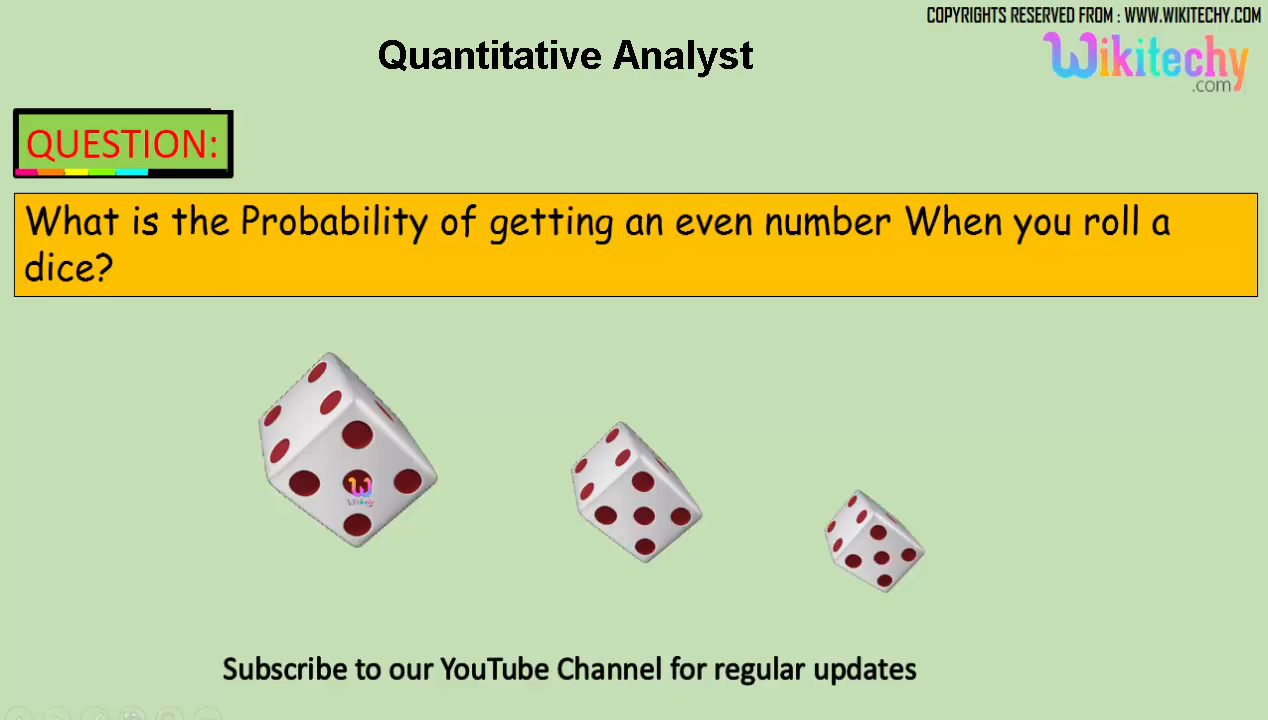 COPYRIGHTS RESERVED FROM : WWW.WIKITECHY.COM
Quantitative Analyst
Wikitechy
.com
QUESTION:
What is the Probability of getting an even number When you roll a
dice?
Subscribe to our YouTube Channel for regular updates